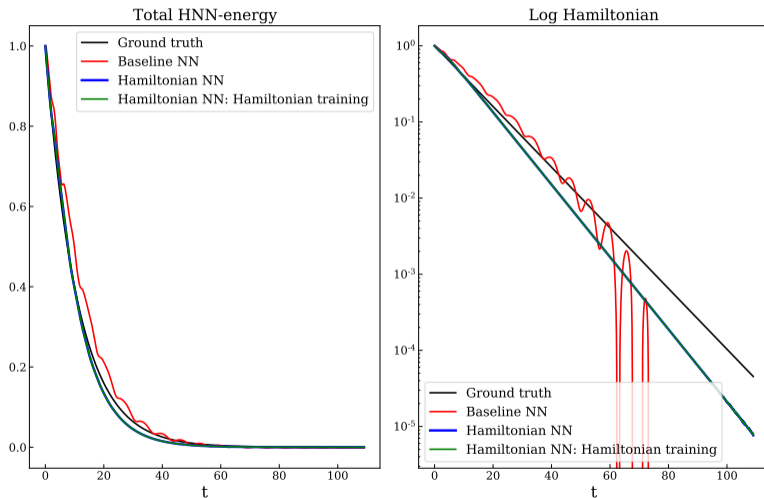 Total HNN-energy
1.0
0.8
0.6
0.4
0.2
0.0
0 20 40 60 80 100
t
Ground truth
Baseline NN
Hamiltonian NN
Hamiltonian NN: Hamiltonian training
Log Hamiltonian
10⁰
10⁻¹
10⁻²
10⁻³
10⁻⁴
10⁻⁵
0 20 40 60 80 100
t
Ground truth
Baseline NN
Hamiltonian NN
Hamiltonian NN: Hamiltonian training